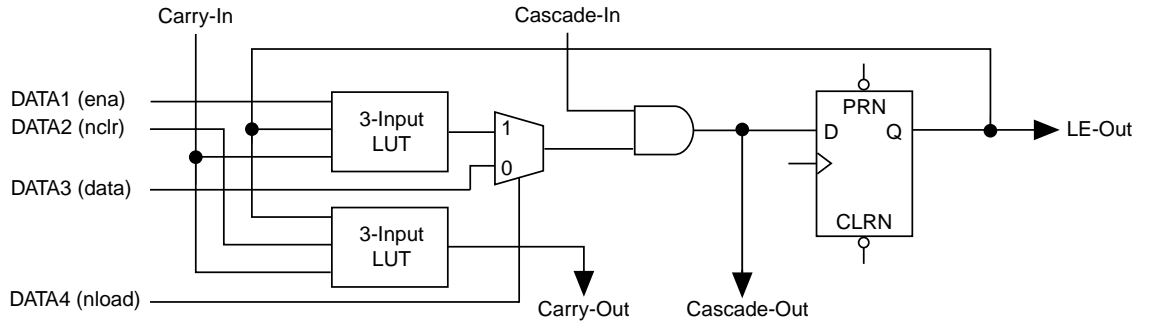 Carry-In
Cascade-In
DATA1 (ena)
DATA2 (nclr)
DATA3 (data)
DATA4 (nload)
3-Input
LUT
1
0
3-Input
LUT
PRN
D
Q
CLRN
LE-Out
Carry-Out
Cascade-Out